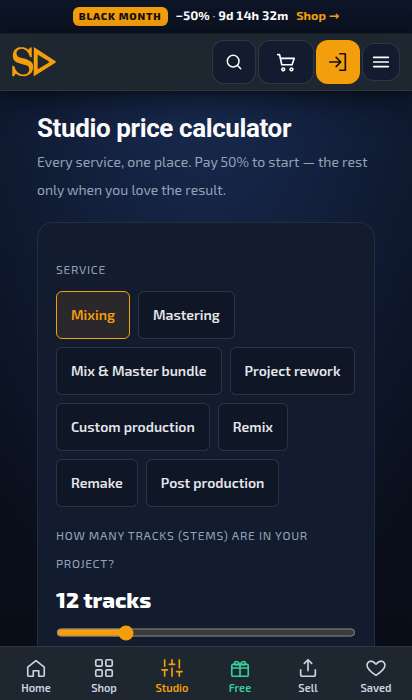 BLACK MONTH −50% · 9d 14h 32m Shop →
S
Studio price calculator
Every service, one place. Pay 50% to start — the rest
only when you love the result.
SERVICE
Mixing Mastering
Mix & Master bundle Project rework
Custom production Remix
Remake Post production
HOW MANY TRACKS (STEMS) ARE IN YOUR
PROJECT?
12 tracks
Home Shop Studio Free Sell Saved